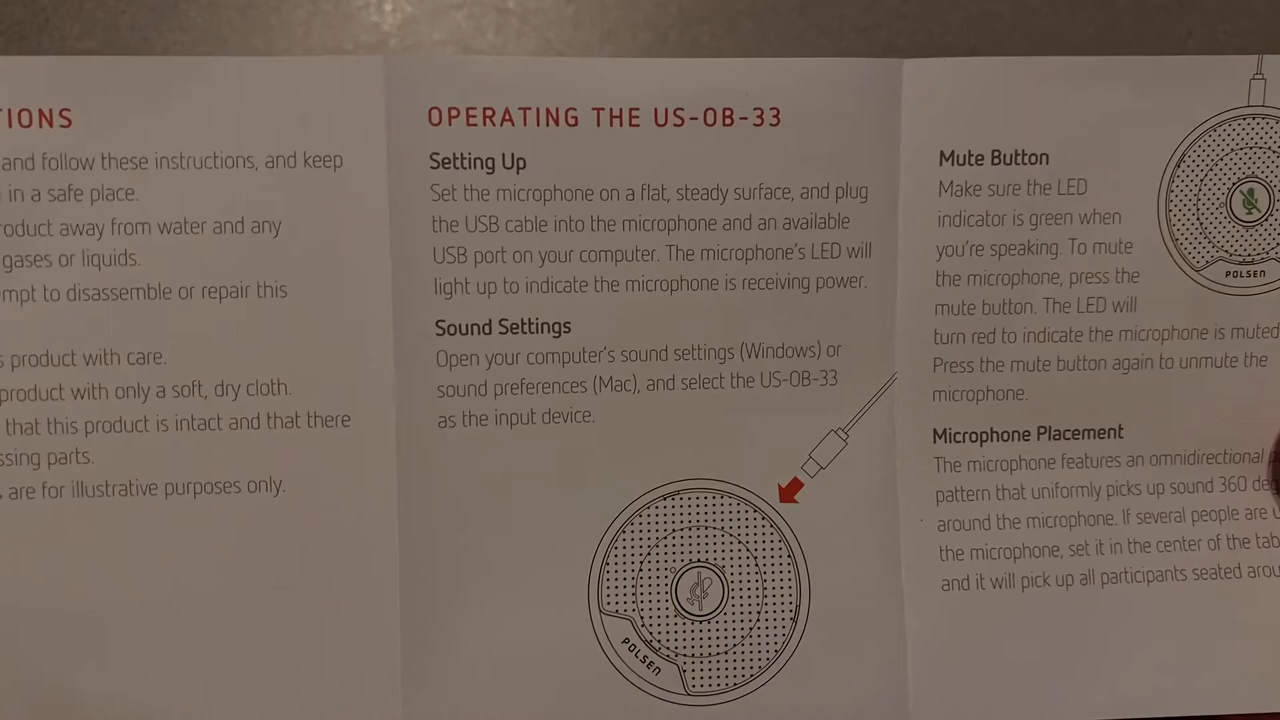 TIONS
and follow these instructions, and keep
in a safe place.
roduct away from water and any
gases or liquids.
mpt to disassemble or repair this
s product with care.
product with only a soft, dry cloth.
that this product is intact and that there
ssing parts.
s are for illustrative purposes only.
OPERATING THE US-OB-33
Setting Up
Set the microphone on a flat, steady surface, and plug
the USB cable into the microphone and an available
USB port on your computer. The microphone's LED will
light up to indicate the microphone is receiving power.
Sound Settings
Open your computer's sound settings (Windows) or
sound preferences (Mac), and select the US-OB-33
as the input device.
POLSEN
Mute Button
Make sure the LED
indicator is green when
you're speaking. To mute
the microphone, press the
mute button. The LED will
turn red to indicate the microphone is muted
Press the mute button again to unmute the
microphone.
POLSEN
Microphone Placement
The microphone features an omnidirectional
pattern that uniformly picks up sound 360 de
around the microphone. If several people are u
the microphone, set it in the center of the tab
and it will pick up all participants seated arou